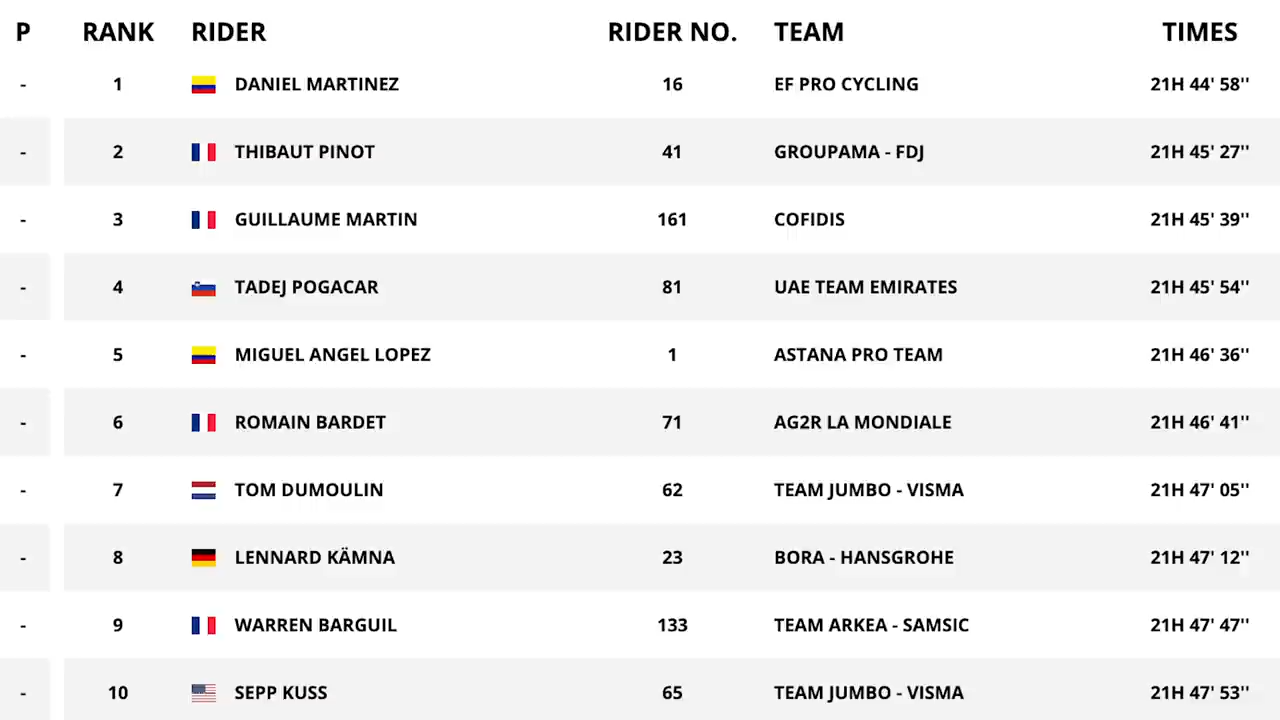 P RANK RIDER RIDER NO. TEAM TIMES
- 1 DANIEL MARTINEZ 16 EF PRO CYCLING 21H 44' 58''
- 2 THIBAUT PINOT 41 GROUPAMA - FDJ 21H 45' 27''
- 3 GUILLAUME MARTIN 161 COFIDIS 21H 45' 39''
- 4 TADEJ POGACAR 81 UAE TEAM EMIRATES 21H 45' 54''
- 5 MIGUEL ANGEL LOPEZ 1 ASTANA PRO TEAM 21H 46' 36''
- 6 ROMAIN BARDET 71 AG2R LA MONDIALE 21H 46' 41''
- 7 TOM DUMOULIN 62 TEAM JUMBO - VISMA 21H 47' 05''
- 8 LENNARD KÄMNA 23 BORA - HANSGROHE 21H 47' 12''
- 9 WARREN BARGUIL 133 TEAM ARKEA - SAMSIC 21H 47' 47''
- 10 SEPP KUSS 65 TEAM JUMBO - VISMA 21H 47' 53''